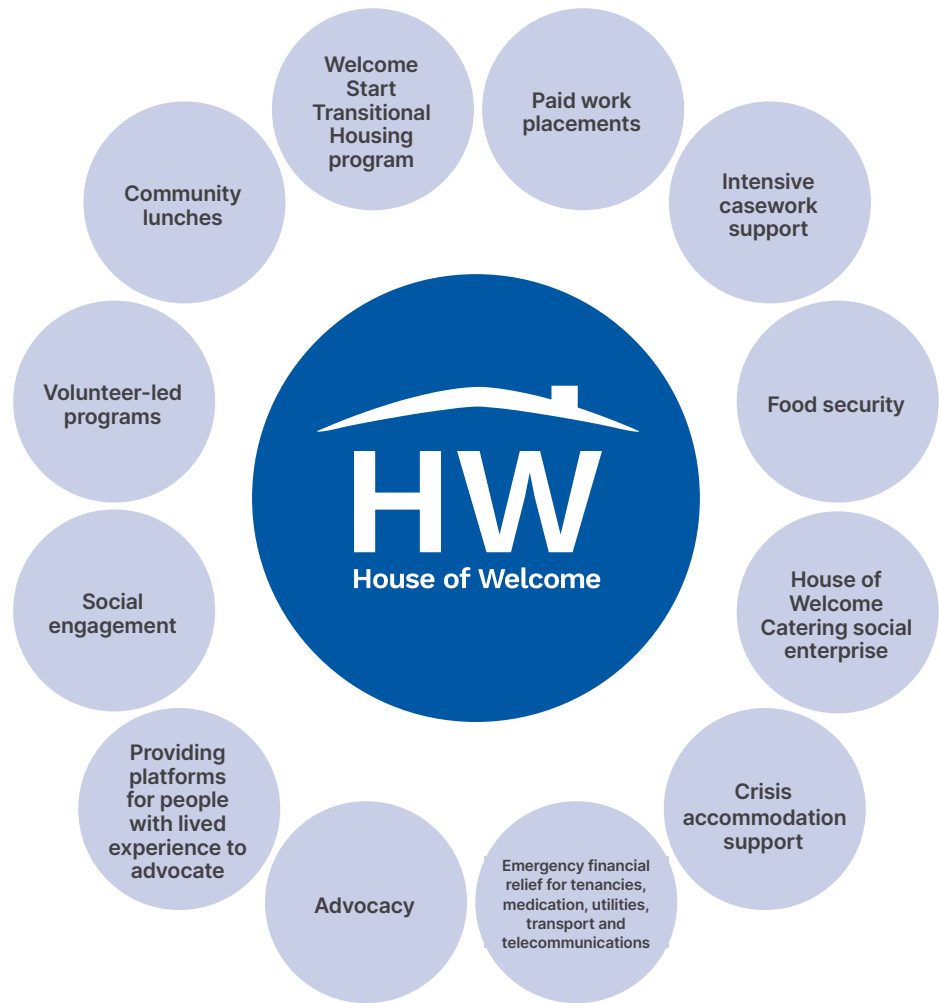 Welcome
Start
Transitional
Housing
program
Paid work
placements
Intensive
casework
support
Food security
House of
Welcome
Catering social
enterprise
Crisis
accommodation
support
Emergency financial
relief for tenancies,
medication, utilities,
transport and
telecommunications
Advocacy
Providing
platforms
for people
with lived
experience to
advocate
Social
engagement
Volunteer-led
programs
Community
lunches
HW
House of Welcome